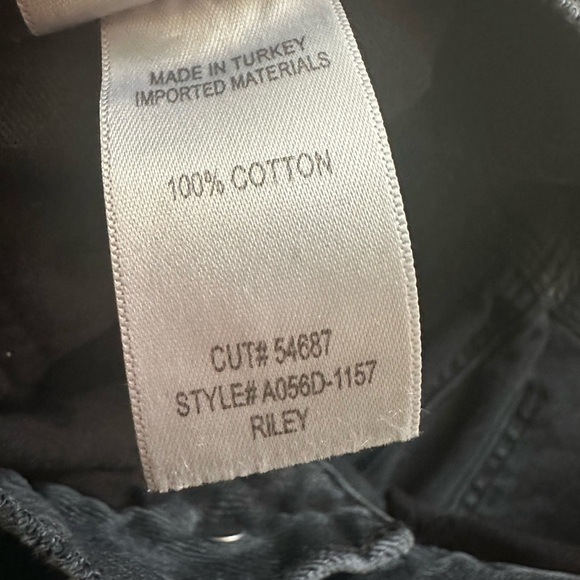 MADE IN TURKEY
IMPORTED MATERIALS
100% COTTON
CUT# 54687
STYLE# A056D-1157
RILEY